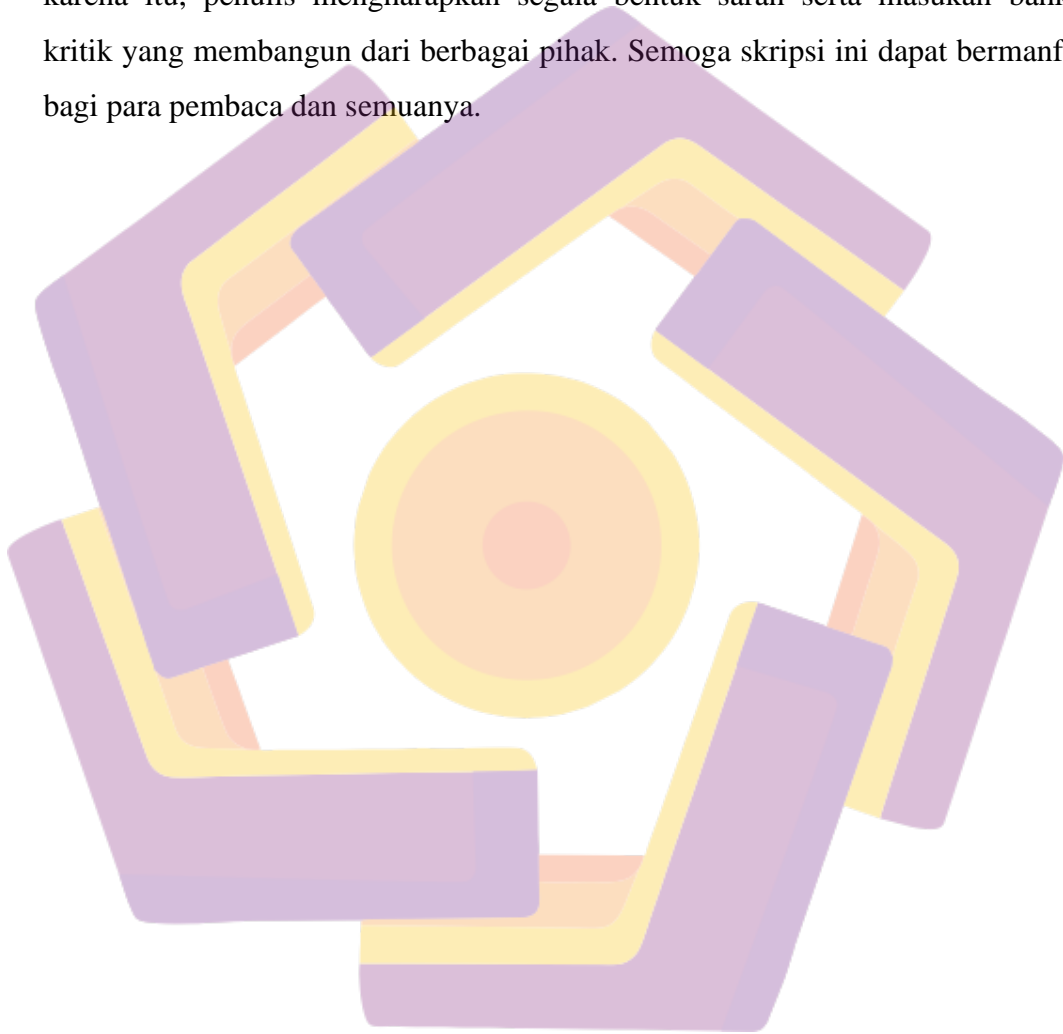 karena itu, penulis mengharapkan segala bentuk saran serta masukan
kritik yang membangun dari berbagai pihak. Semoga skripsi ini dapat
bagi para pembaca dan semuanya.